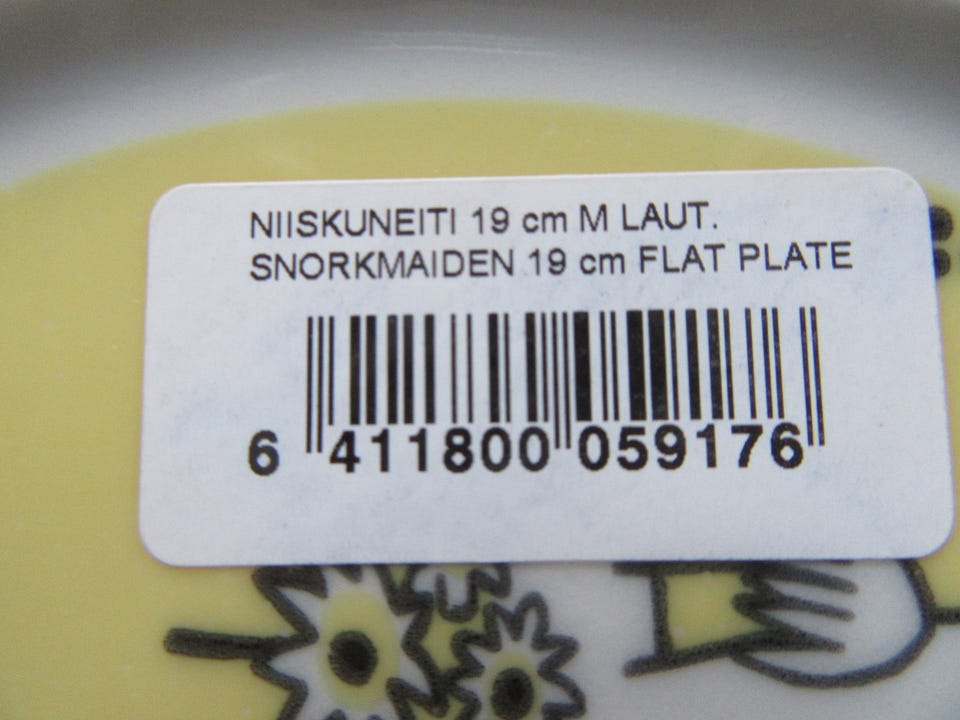 NIISKUNEITI 19 cm M LAUT.
SNORKMAIDEN 19 cm FLAT PLATE
6 411800 059176